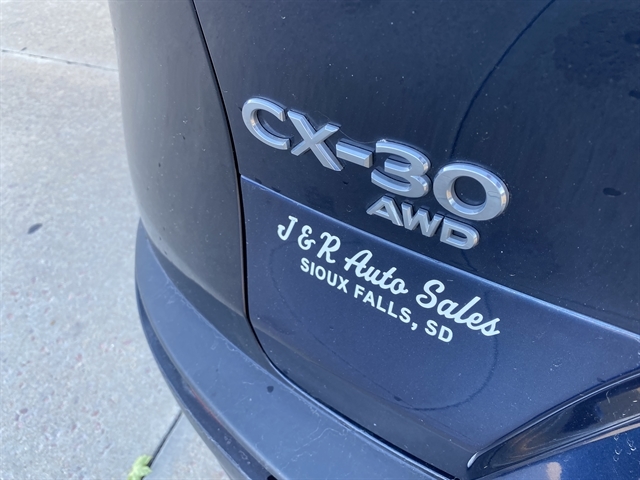 CX-30
AWD
J&R Auto Sales
SIOUX FALLS, SD